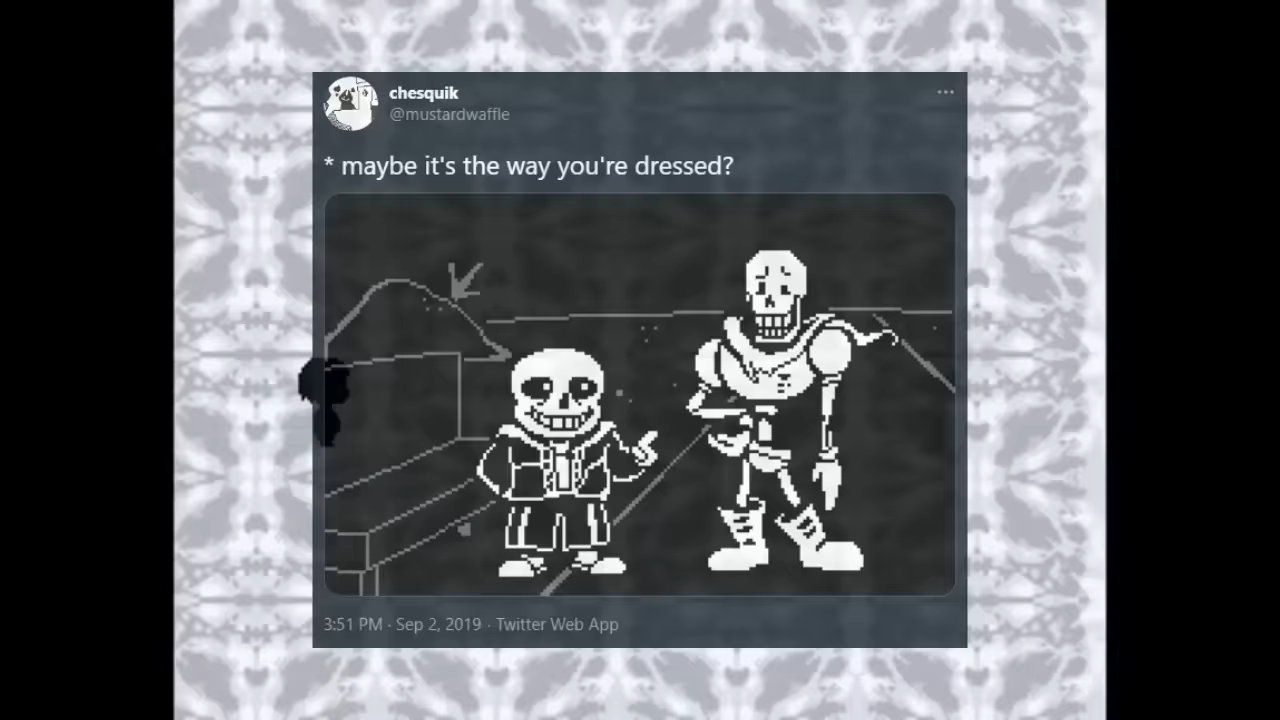 chesquik
@mustardwaffle
* maybe it's the way you're dressed?
3:51 PM · Sep 2, 2019 · Twitter Web App